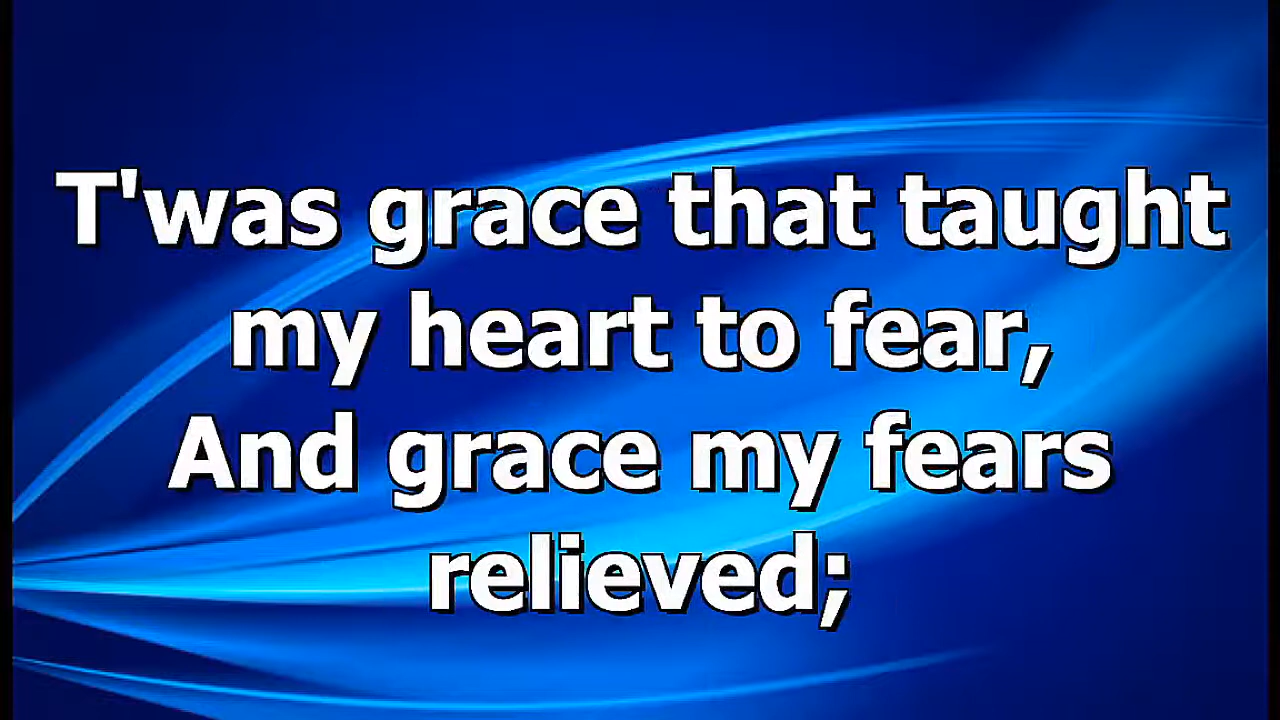 T'was grace that taught
my heart to fear,
And grace my fears
relieved;